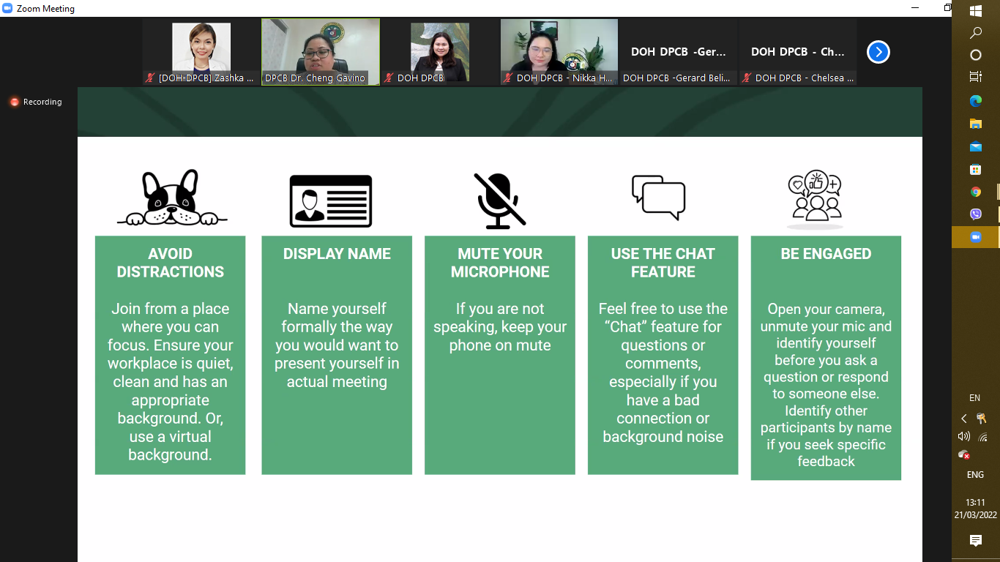 Zoom Meeting
DOH DPCB -Ger...
DOH DPCB - Ch...
[DOH-DPCB] Zashka ...
DPCB Dr. Cheng Gavino
DOH DPCB
DOH DPCB - Nikka H...
DOH DPCB -Gerard Beli...
DOH DPCB - Chelsea ...
Recording
AVOID
DISTRACTIONS
Join from a place
where you can
focus. Ensure your
workplace is quiet,
clean and has an
appropriate
background. Or,
use a virtual
background.
DISPLAY NAME
Name yourself
formally the way
you would want to
present yourself in
actual meeting
MUTE YOUR
MICROPHONE
If you are not
speaking, keep your
phone on mute
USE THE CHAT
FEATURE
Feel free to use the
“Chat” feature for
questions or
comments,
especially if you
have a bad
connection or
background noise
BE ENGAGED
Open your camera,
unmute your mic and
identify yourself
before you ask a
question or respond
to someone else.
Identify other
participants by name
if you seek specific
feedback
EN
ENG
13:11
21/03/2022